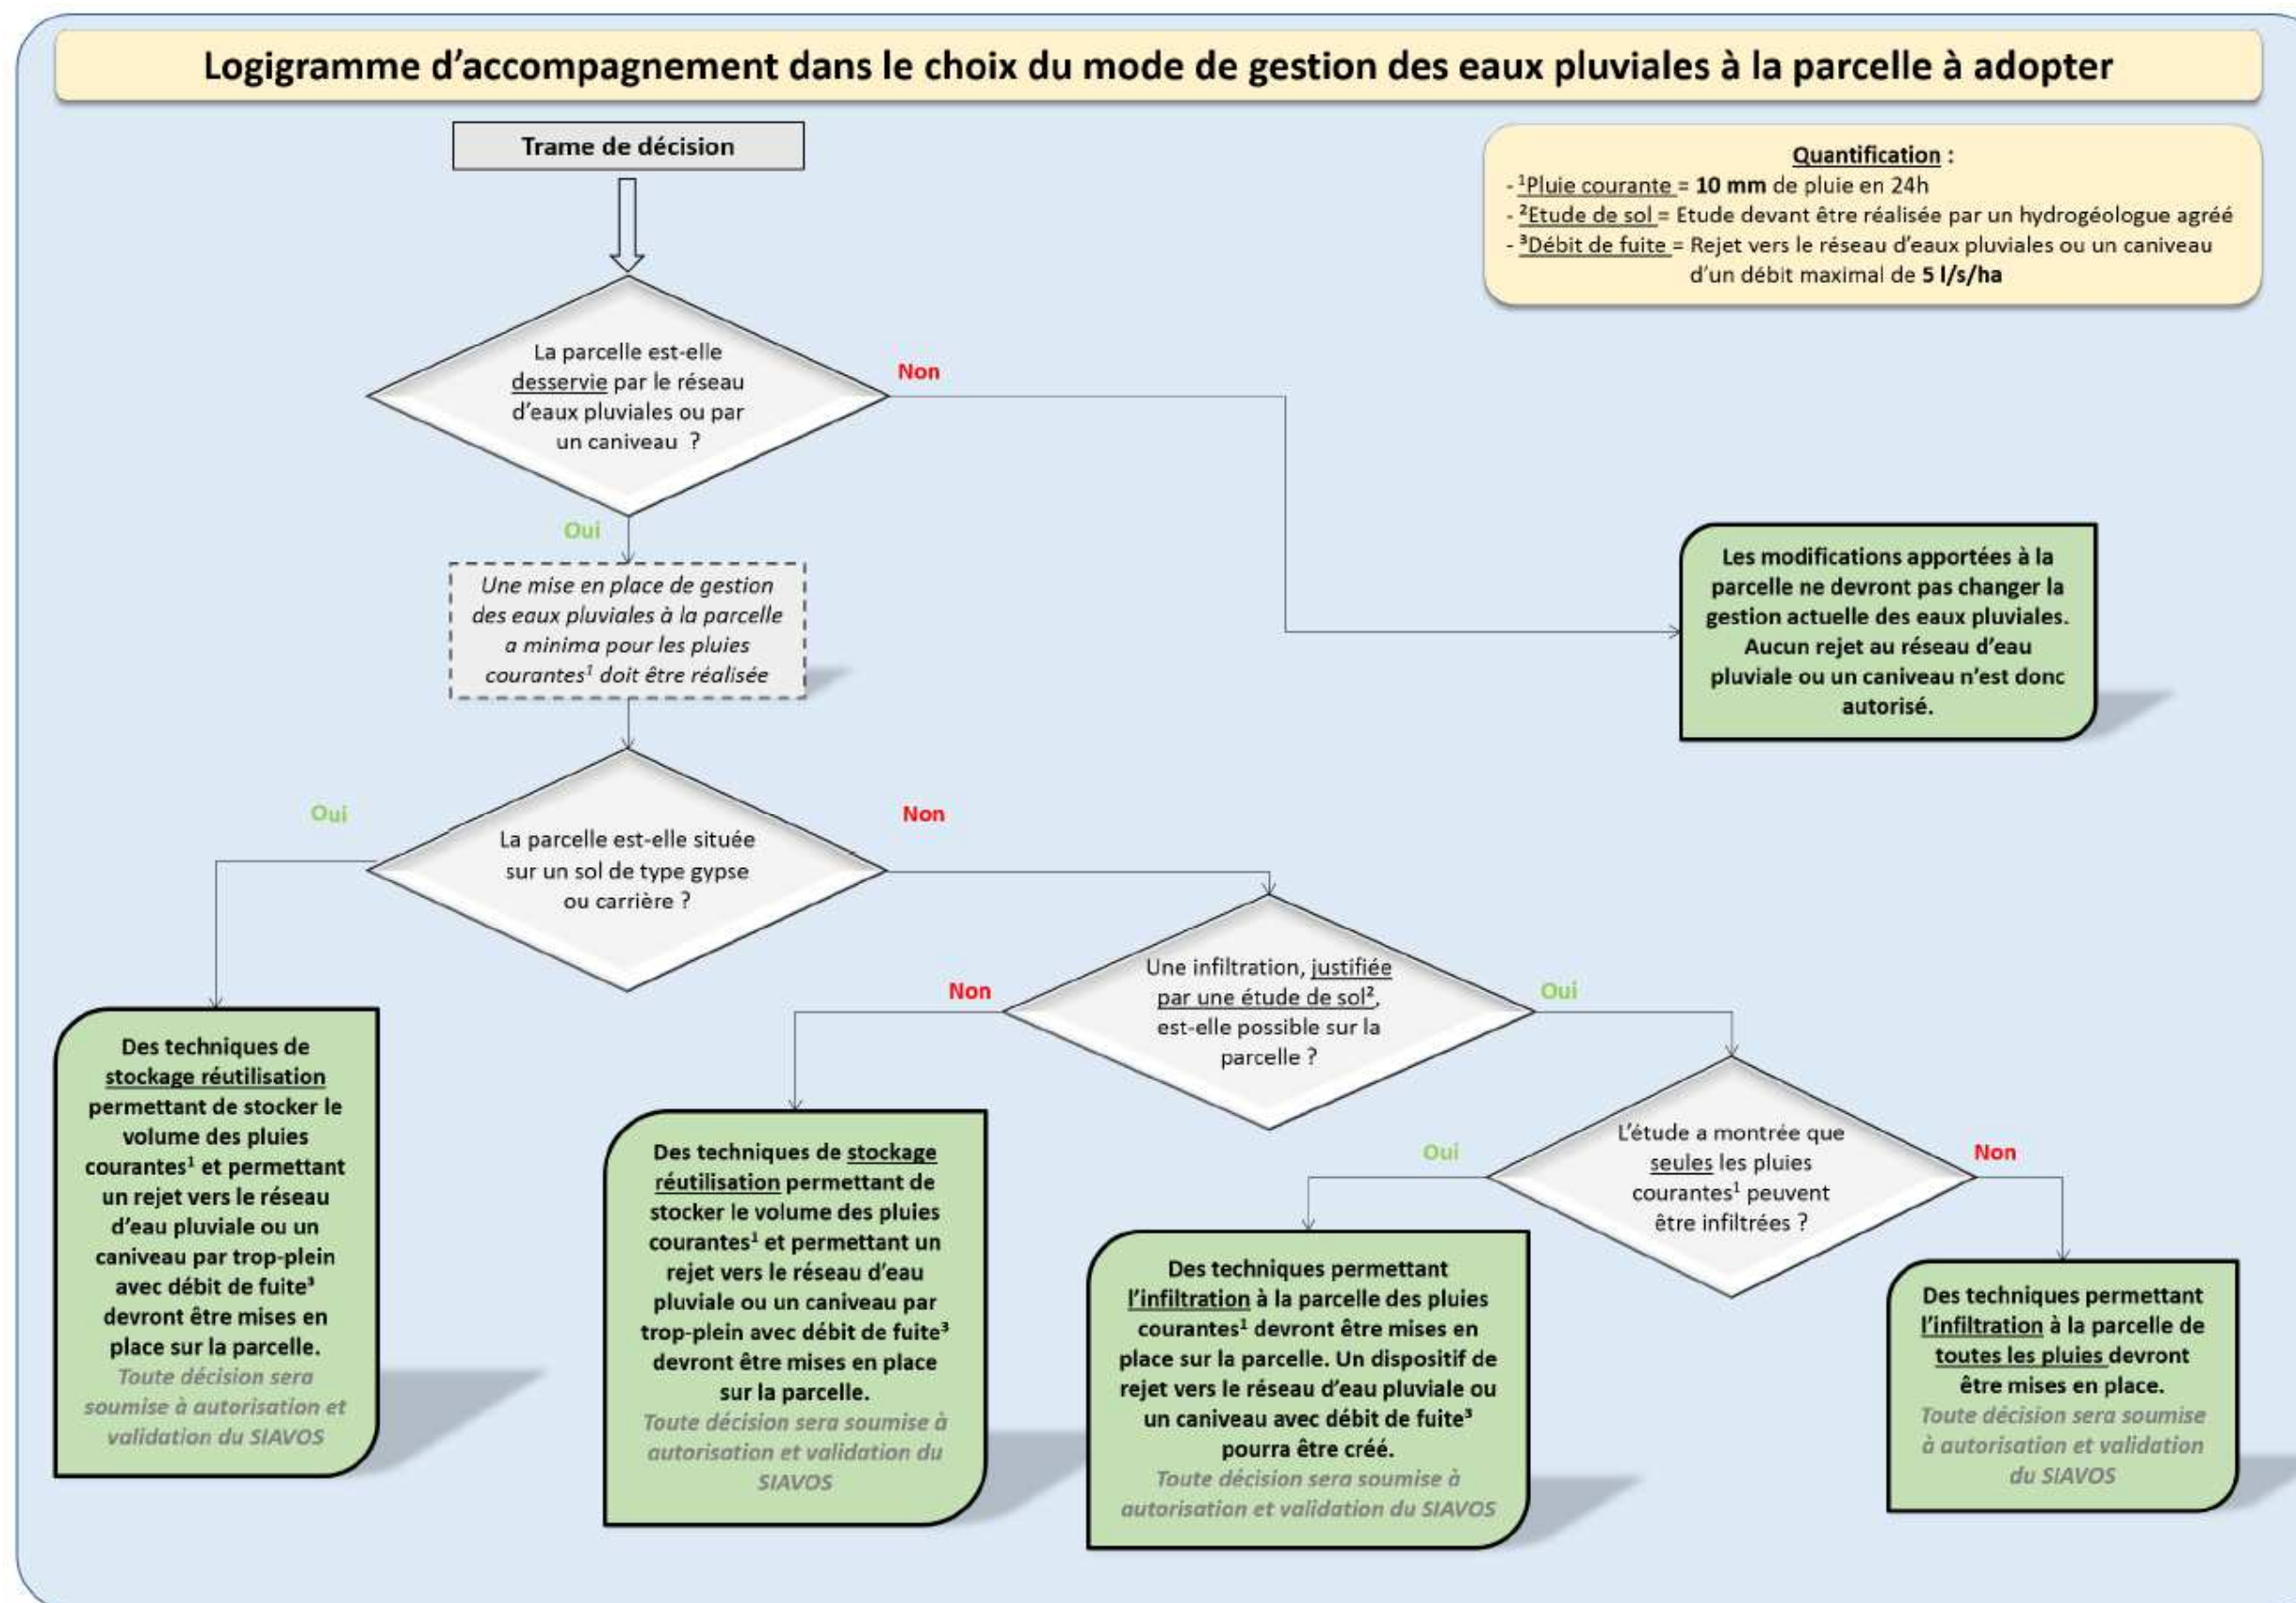 Logigramme d'accompagnement dans le choix du mode de gestion des eaux pluviales à la parcelle à adopter
Trame de décision
Quantification :
- ¹Pluie courante = 10 mm de pluie en 24h
- ²Etude de sol = Etude devant être réalisée par un hydrogéologue agréé
- ³Débit de fuite = Rejet vers le réseau d'eaux pluviales ou un caniveau
d'un débit maximal de 5 l/s/ha
La parcelle est-elle
desservie par le réseau
d'eaux pluviales ou par
un caniveau ?
Non
Oui
Une mise en place de gestion
des eaux pluviales à la parcelle
a minima pour les pluies
courantes¹ doit être réalisée
Les modifications apportées à la
parcelle ne devront pas changer la
gestion actuelle des eaux pluviales.
Aucun rejet au réseau d'eau
pluviale ou un caniveau n'est donc
autorisé.
Oui
La parcelle est-elle située
sur un sol de type gypse
ou carrière ?
Non
Non
Une infiltration, justifiée
par une étude de sol²,
est-elle possible sur la
parcelle ?
Oui
Des techniques de
stockage réutilisation
permettant de stocker le
volume des pluies
courantes¹ et permettant
un rejet vers le réseau
d'eau pluviale ou un
caniveau par trop-plein
avec débit de fuite³
devront être mises en
place sur la parcelle.
Toute décision sera
soumise à autorisation et
validation du SIAVOS
Des techniques de stockage
réutilisation permettant de
stocker le volume des pluies
courantes¹ et permettant un
rejet vers le réseau d'eau
pluviale ou un caniveau par
trop-plein avec débit de fuite³
devront être mises en place
sur la parcelle.
Toute décision sera soumise à
autorisation et validation du
SIAVOS
Oui
L'étude a montrée que
seules les pluies
courantes¹ peuvent
être infiltrées ?
Non
Des techniques permettant
l'infiltration à la parcelle des pluies
courantes¹ devront être mises en
place sur la parcelle. Un dispositif de
rejet vers le réseau d'eau pluviale ou
un caniveau avec débit de fuite³
pourra être créé.
Toute décision sera soumise à
autorisation et validation du SIAVOS
Des techniques permettant
l'infiltration à la parcelle de
toutes les pluies devront
être mises en place.
Toute décision sera soumise
à autorisation et validation
du SIAVOS